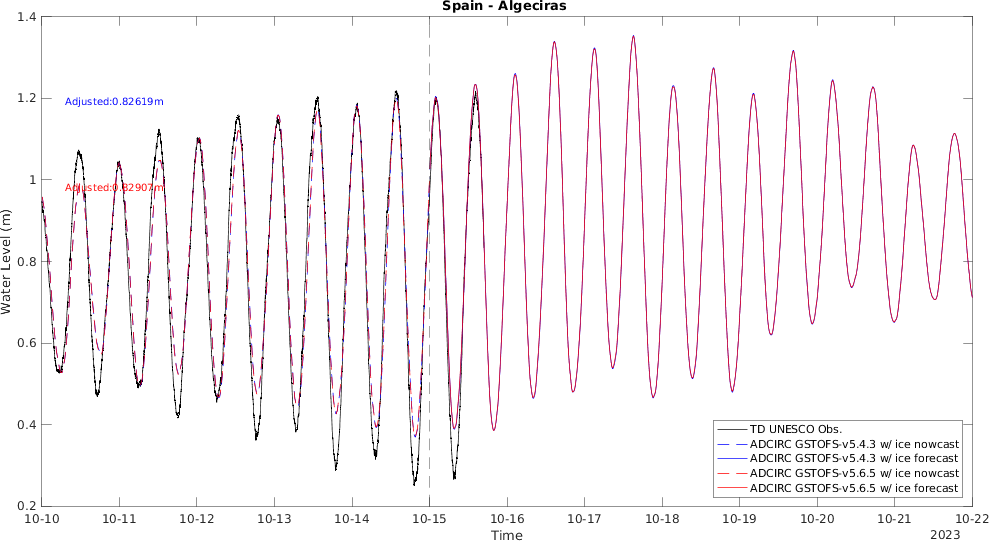 Spain - Algeciras
1.4
1.2
1
0.8
0.6
0.4
0.2
Water Level (m)
Adjusted:0.82619m
Adjusted:0.82907m
TD UNESCO Obs.
ADCIRC GSTOFS-v5.4.3 w/ ice nowcast
ADCIRC GSTOFS-v5.4.3 w/ ice forecast
ADCIRC GSTOFS-v5.6.5 w/ ice nowcast
ADCIRC GSTOFS-v5.6.5 w/ ice forecast
10-10 10-11 10-12 10-13 10-14 10-15 10-16 10-17 10-18 10-19 10-20 10-21 10-22
Time
2023